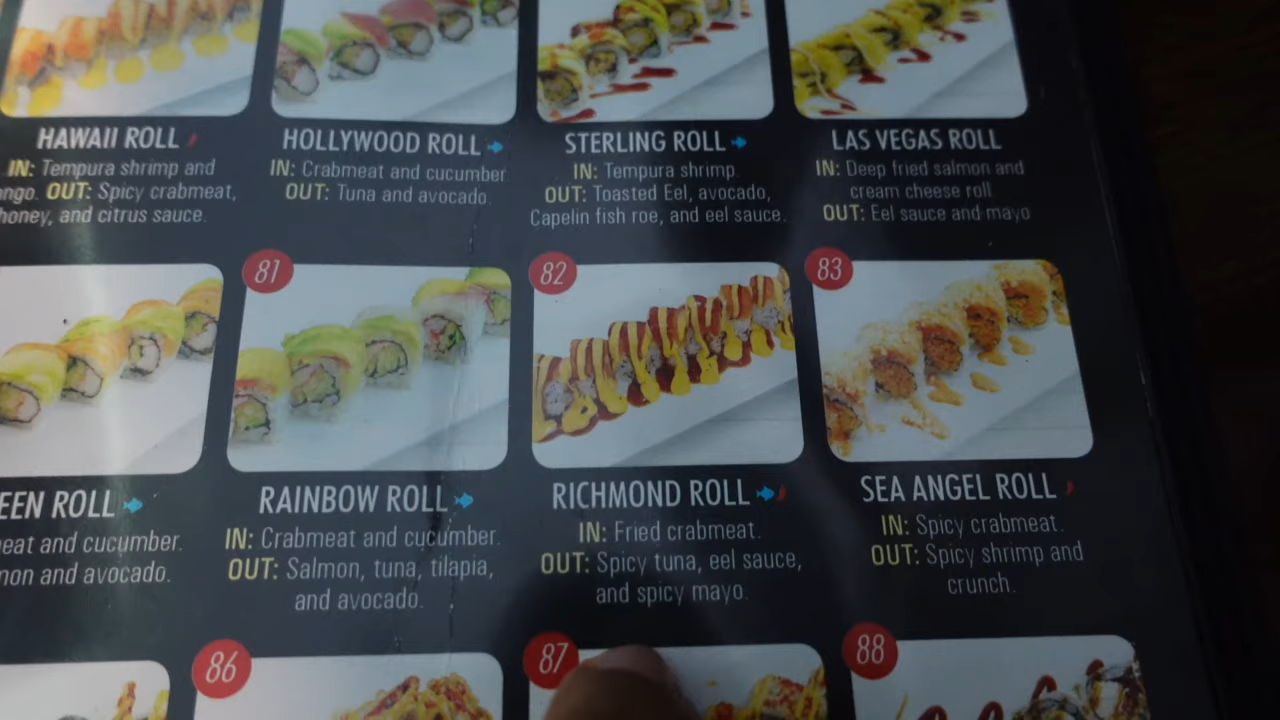 HAWAII ROLL
IN: Tempura shrimp and
ngo. OUT: Spicy crabmeat,
honey, and citrus sauce.
HOLLYWOOD ROLL
IN: Crabmeat and cucumber
OUT: Tuna and avocado.
STERLING ROLL
IN: Tempura shrimp.
OUT: Toasted Eel, avocado,
Capelin fish roe, and eel sauce.
LAS VEGAS ROLL
IN: Deep fried salmon and
cream cheese roll.
OUT: Eel sauce and mayo
EEN ROLL
eat and cucumber.
mon and avocado.
81
RAINBOW ROLL
IN: Crabmeat and cucumber.
OUT: Salmon, tuna, tilapia,
and avocado.
82
RICHMOND ROLL
IN: Fried crabmeat.
OUT: Spicy tuna, eel sauce,
and spicy mayo.
83
SEA ANGEL ROLL
IN: Spicy crabmeat.
OUT: Spicy shrimp and
crunch.
86
87
88